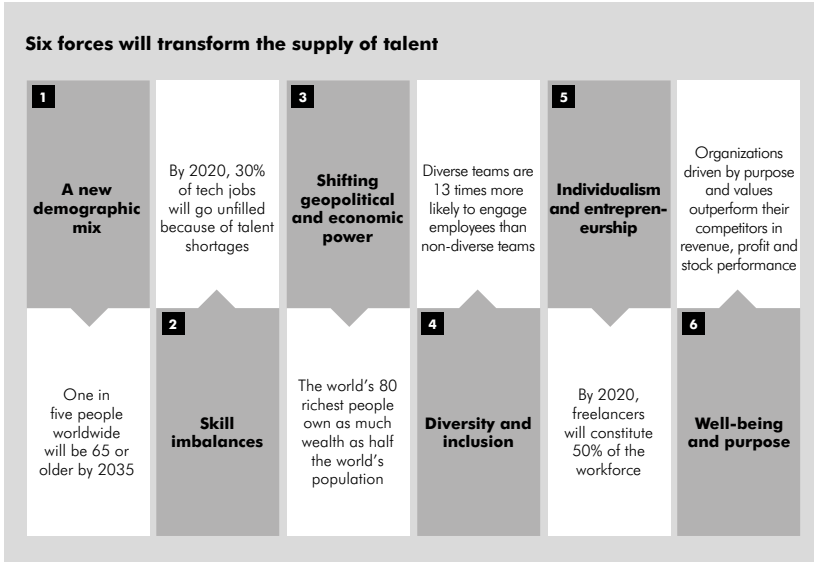 Six forces will transform the supply of talent
1
A new
demographic
mix
One in
five people
worldwide
will be 65 or
older by 2035
2
Skill
imbalances
By 2020, 30%
of tech jobs
will go unfilled
because of talent
shortages
3
Shifting
geopolitical
and economic
power
The world’s 80
richest people
own as much
wealth as half
the world’s
population
4
Diversity and
inclusion
Diverse teams are
13 times more
likely to engage
employees than
non-diverse teams
5
Individualism
and entrepren-
eurship
By 2020,
freelancers
will constitute
50% of the
workforce
6
Well-being
and purpose
Organizations
driven by purpose
and values
outperform their
competitors in
revenue, profit and
stock performance